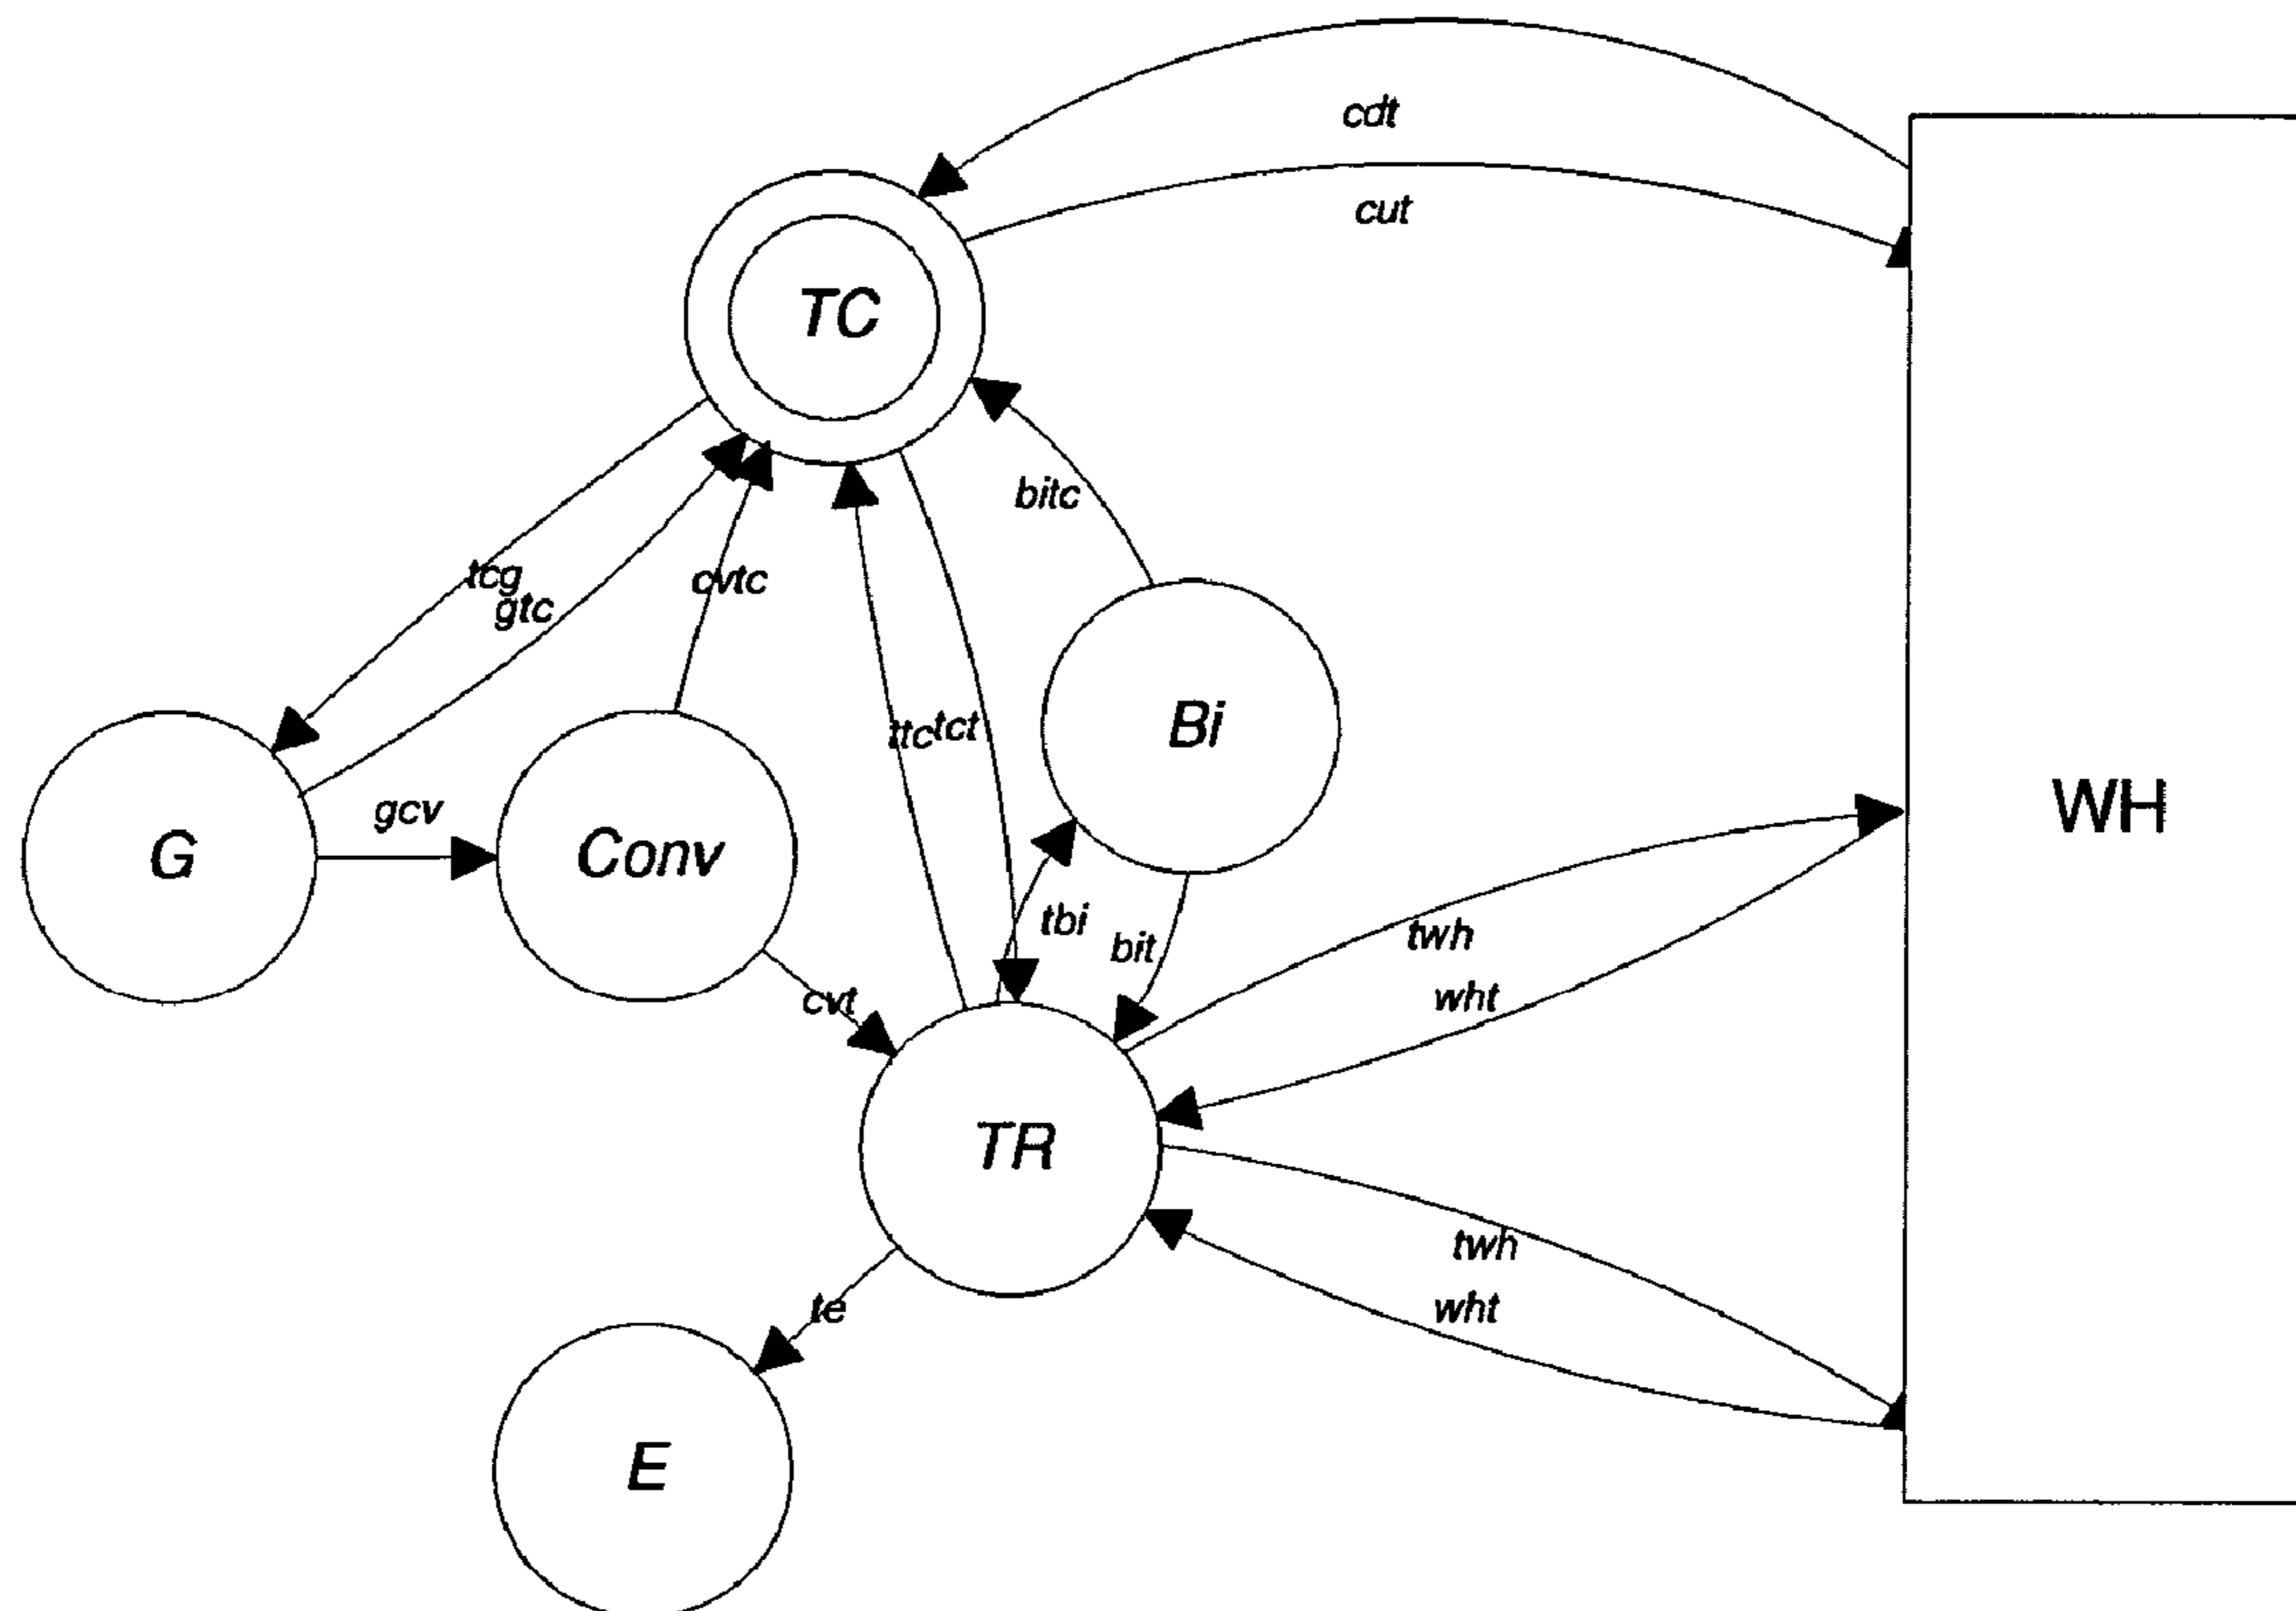 cdt
cut
TC
bitc
tcg
cvtc
gtc
Bi
ttc
tct
WH
gcv
G
Conv
tbi
bit
twh
wht
cvt
TR
twh
te
wht
E